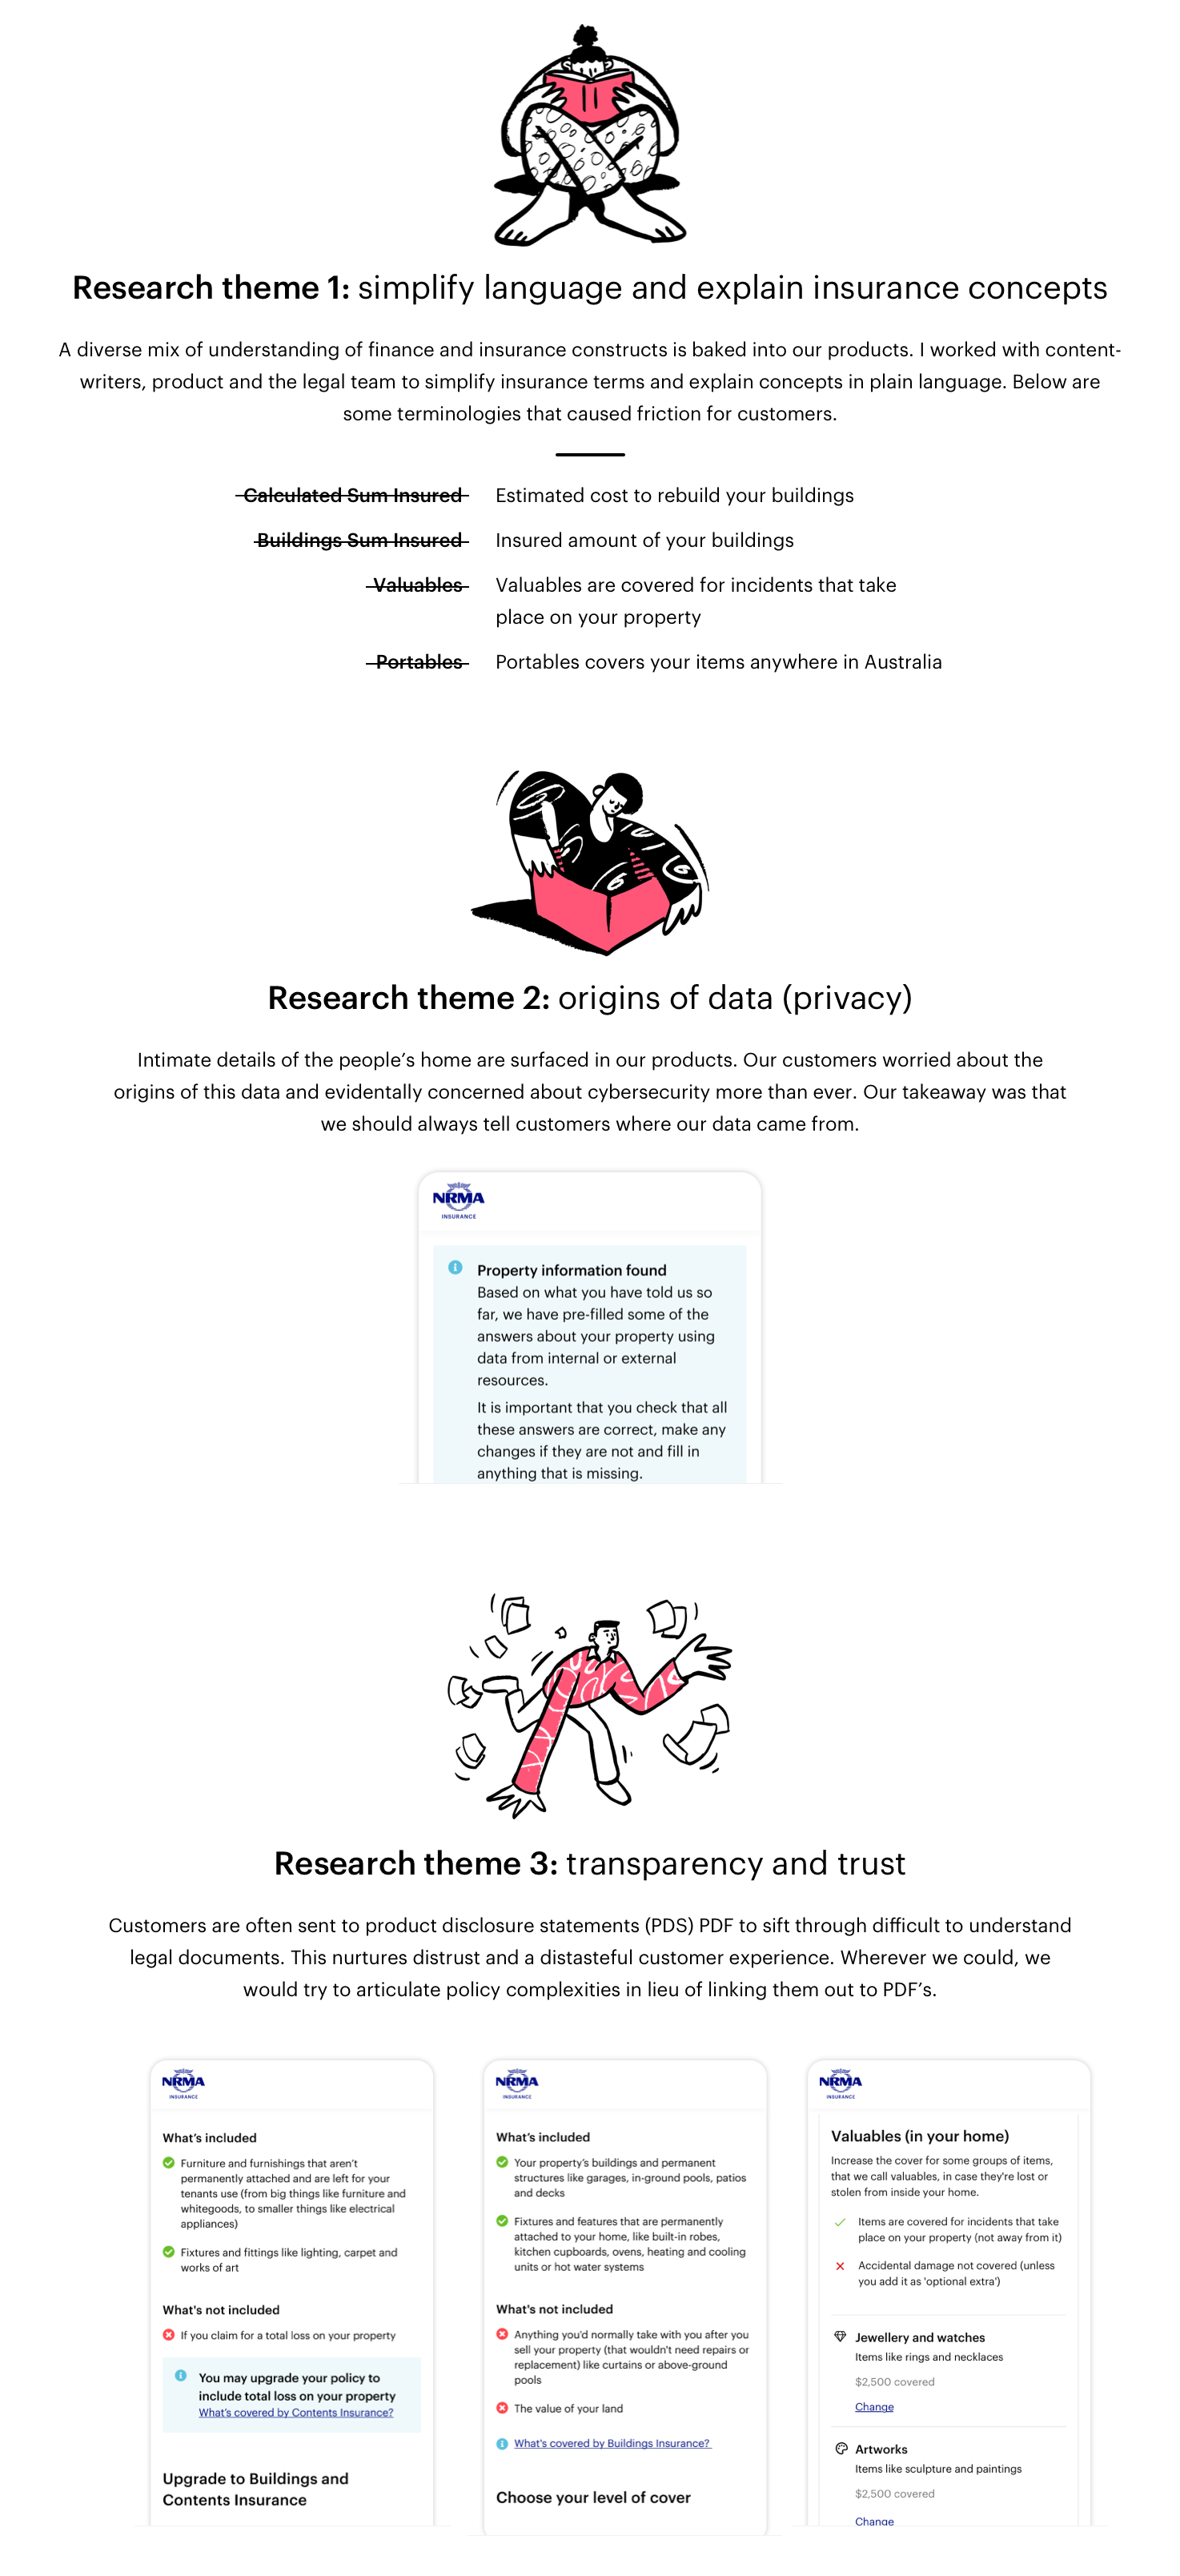 Research theme 1: simplify language and explain insurance concepts
A diverse mix of understanding of finance and insurance constructs is baked into our products. I worked with content-
writers, product and the legal team to simplify insurance terms and explain concepts in plain language. Below are
some terminologies that caused friction for customers.
Calculated Sum Insured Estimated cost to rebuild your buildings
Buildings Sum Insured Insured amount of your buildings
Valuables Valuables are covered for incidents that take
place on your property
Portables Portables covers your items anywhere in Australia
Research theme 2: origins of data (privacy)
Intimate details of the people’s home are surfaced in our products. Our customers worried about the
origins of this data and evidentally concerned about cybersecurity more than ever. Our takeaway was that
we should always tell customers where our data came from.
NRMA
INSURANCE
Property information found
Based on what you have told us so
far, we have pre-filled some of the
answers about your property using
data from internal or external
resources.
It is important that you check that all
these answers are correct, make any
changes if they are not and fill in
anything that is missing.
Research theme 3: transparency and trust
Customers are often sent to product disclosure statements (PDS) PDF to sift through difficult to understand
legal documents. This nurtures distrust and a distasteful customer experience. Wherever we could, we
would try to articulate policy complexities in lieu of linking them out to PDF’s.
NRMA
INSURANCE
What’s included
Furniture and furnishings that aren’t
permanently attached and are left for your
tenants use (from big things like furniture and
whitegoods, to smaller things like electrical
appliances)
Fixtures and fittings like lighting, carpet and
works of art
What's not included
If you claim for a total loss on your property
You may upgrade your policy to
include total loss on your property
What’s covered by Contents Insurance?
Upgrade to Buildings and
Contents Insurance
NRMA
INSURANCE
What’s included
Your property’s buildings and permanent
structures like garages, in-ground pools, patios
and decks
Fixtures and features that are permanently
attached to your home, like built-in robes,
kitchen cupboards, ovens, heating and cooling
units or hot water systems
What's not included
Anything you'd normally take with you after you
sell your property (that wouldn't need repairs or
replacement) like curtains or above-ground
pools
The value of your land
What's covered by Buildings Insurance?
Choose your level of cover
NRMA
INSURANCE
Valuables (in your home)
Increase the cover for some groups of items,
that we call valuables, in case they're lost or
stolen from inside your home.
Items are covered for incidents that take
place on your property (not away from it)
Accidental damage not covered (unless
you add it as 'optional extra')
Jewellery and watches
Items like rings and necklaces
$2,500 covered
Change
Artworks
Items like sculpture and paintings
$2,500 covered
Change